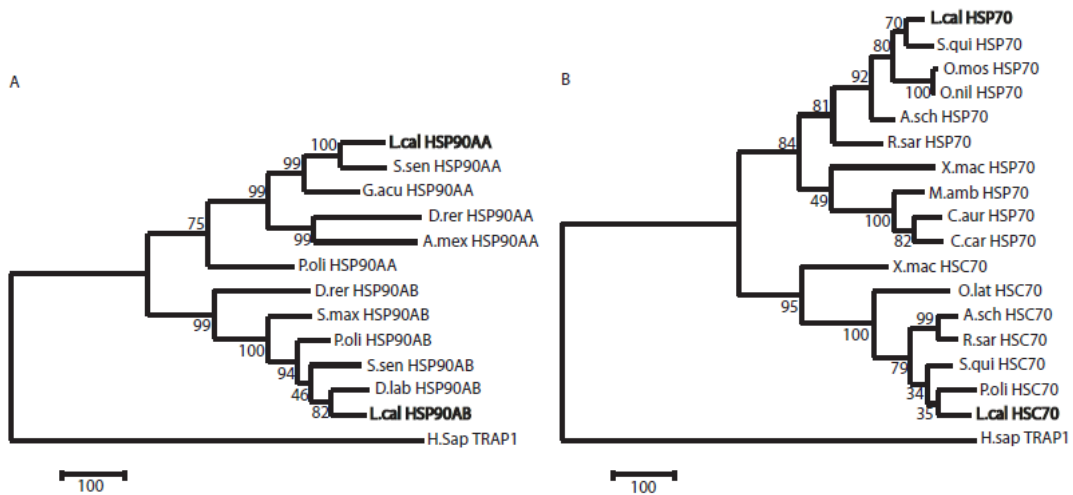 A
L.cal HSP90AA
S.sen HSP90AA
G.acu HSP90AA
D.rer HSP90AA
A.mex HSP90AA
P.oli HSP90AA
D.rer HSP90AB
S.max HSP90AB
P.oli HSP90AB
S.sen HSP90AB
D.lab HSP90AB
L.cal HSP90AB
H.Sap TRAP1
100
99
99
99
75
99
100
94
46
82
100
B
L.cal HSP70
S.qui HSP70
O.mos HSP70
O.nil HSP70
A.sch HSP70
R.sar HSP70
X.mac HSP70
M.amb HSP70
C.aur HSP70
C.car HSP70
X.mac HSC70
O.lat HSC70
A.sch HSC70
R.sar HSC70
S.qui HSC70
P.oli HSC70
L.cal HSC70
H.sap TRAP1
70
80
92
100
81
84
49
100
82
95
100
99
79
34
35
100